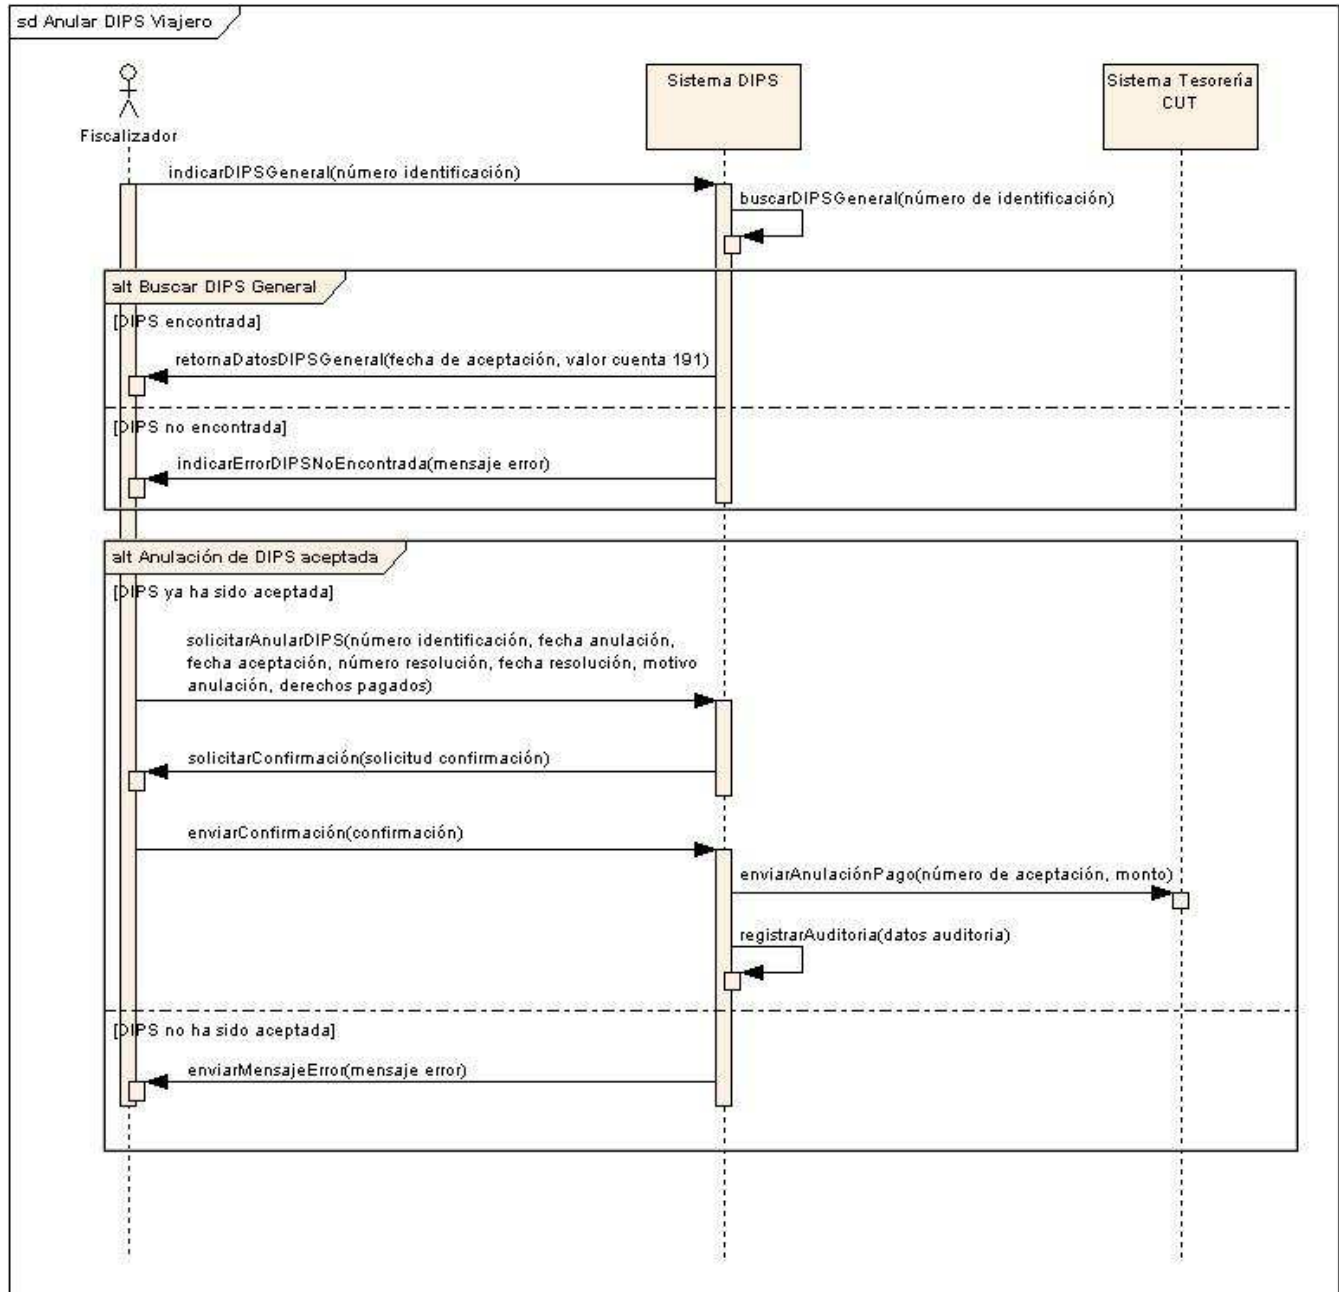 sd Anular DIPS Viajero
Fiscalizador
Sistema DIPS
Sistema Tesorería
CUT
indicarDIPSGeneral(número identificación)
buscarDIPSGeneral(número de identificación)
alt Buscar DIPS General
[DIPS encontrada]
retornaDatosDIPSGeneral(fecha de aceptación, valor cuenta 191)
[DIPS no encontrada]
indicarErrorDIPSNoEncontrada(mensaje error)
alt Anulación de DIPS aceptada
[DIPS ya ha sido aceptada]
solicitarAnularDIPS(número identificación, fecha anulación,
fecha aceptación, número resolución, fecha resolución, motivo
anulación, derechos pagados)
solicitarConfirmación(solicitud confirmación)
enviarConfirmación(confirmación)
enviarAnulaciónPago(número de aceptación, monto)
registrarAuditoria(datos auditoria)
[DIPS no ha sido aceptada]
enviarMensajeError(mensaje error)